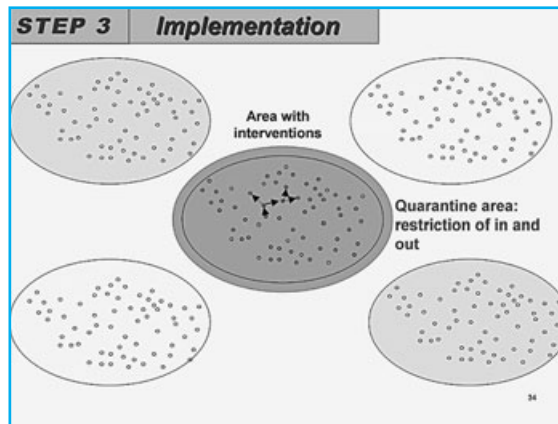 STEP 3
Implementation
Area with
interventions
Quarantine area:
restriction of in and
out
34